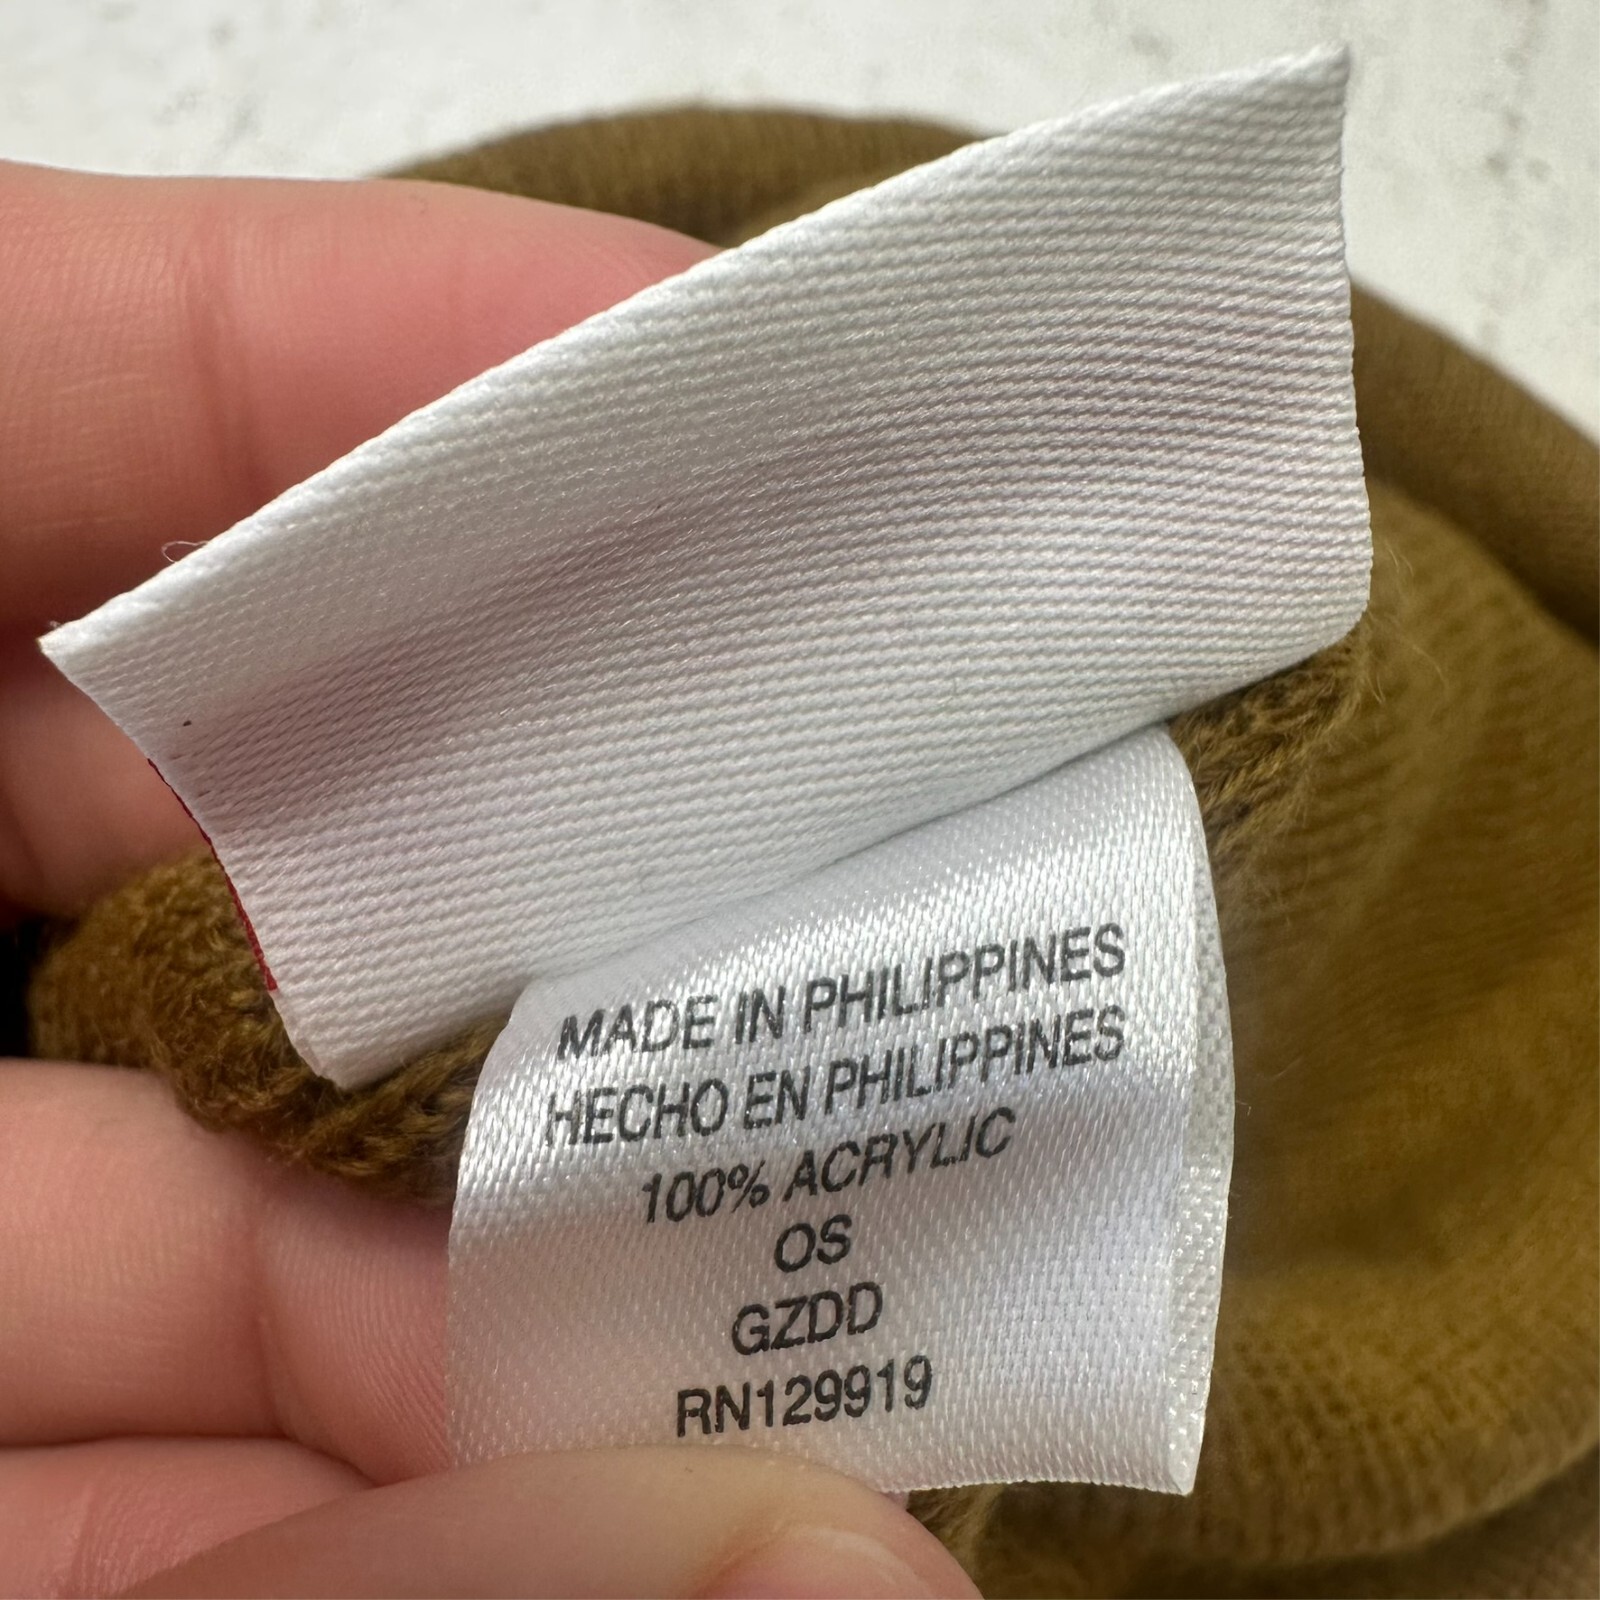 MADE IN PHILIPPINES
HECHO EN PHILIPPINES
100% ACRYLIC
OS
GZDD
RN129919